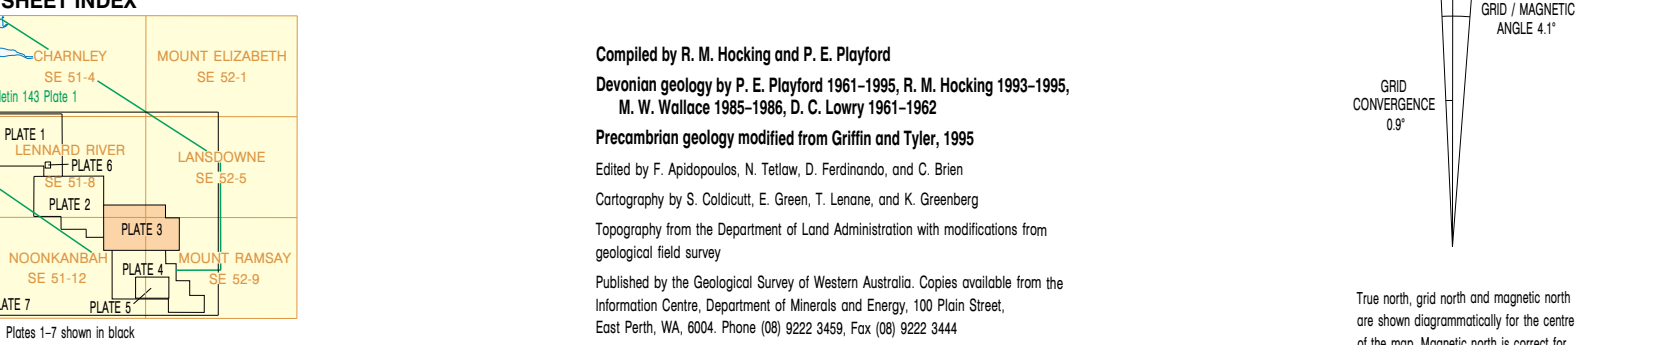 SHEET INDEX
CHARNLEY
SE 51-4
MOUNT ELIZABETH
SE 52-1
Plate 1
PLATE 1
LENNARD RIVER
PLATE 6
SE 51-8
PLATE 2
LANSDOWNE
SE 52-5
PLATE 3
NOONKANBAH
SE 51-12
PLATE 4
MOUNT RAMSAY
SE 52-9
PLATE 5
Plates 1–7 shown in black
Compiled by R. M. Hocking and P. E. Playford
Devonian geology by P. E. Playford 1961–1995, R. M. Hocking 1993–1995,
M. W. Wallace 1985–1986, D. C. Lowry 1961–1962
Precambrian geology modified from Griffin and Tyler, 1995
Edited by F. Apidopoulos, N. Tetlaw, D. Ferdinando, and C. Brien
Cartography by S. Coldicutt, E. Green, T. Lenane, and K. Greenberg
Topography from the Department of Land Administration with modifications from
geological field survey
Published by the Geological Survey of Western Australia. Copies available from the
Information Centre, Department of Minerals and Energy, 100 Plain Street,
East Perth, WA, 6004. Phone (08) 9222 3459, Fax (08) 9222 3444
GRID / MAGNETIC
ANGLE 4.1°
GRID
CONVERGENCE
0.9°
True north, grid north and magnetic north
are shown diagrammatically for the centre
of the map. Magnetic north is correct for